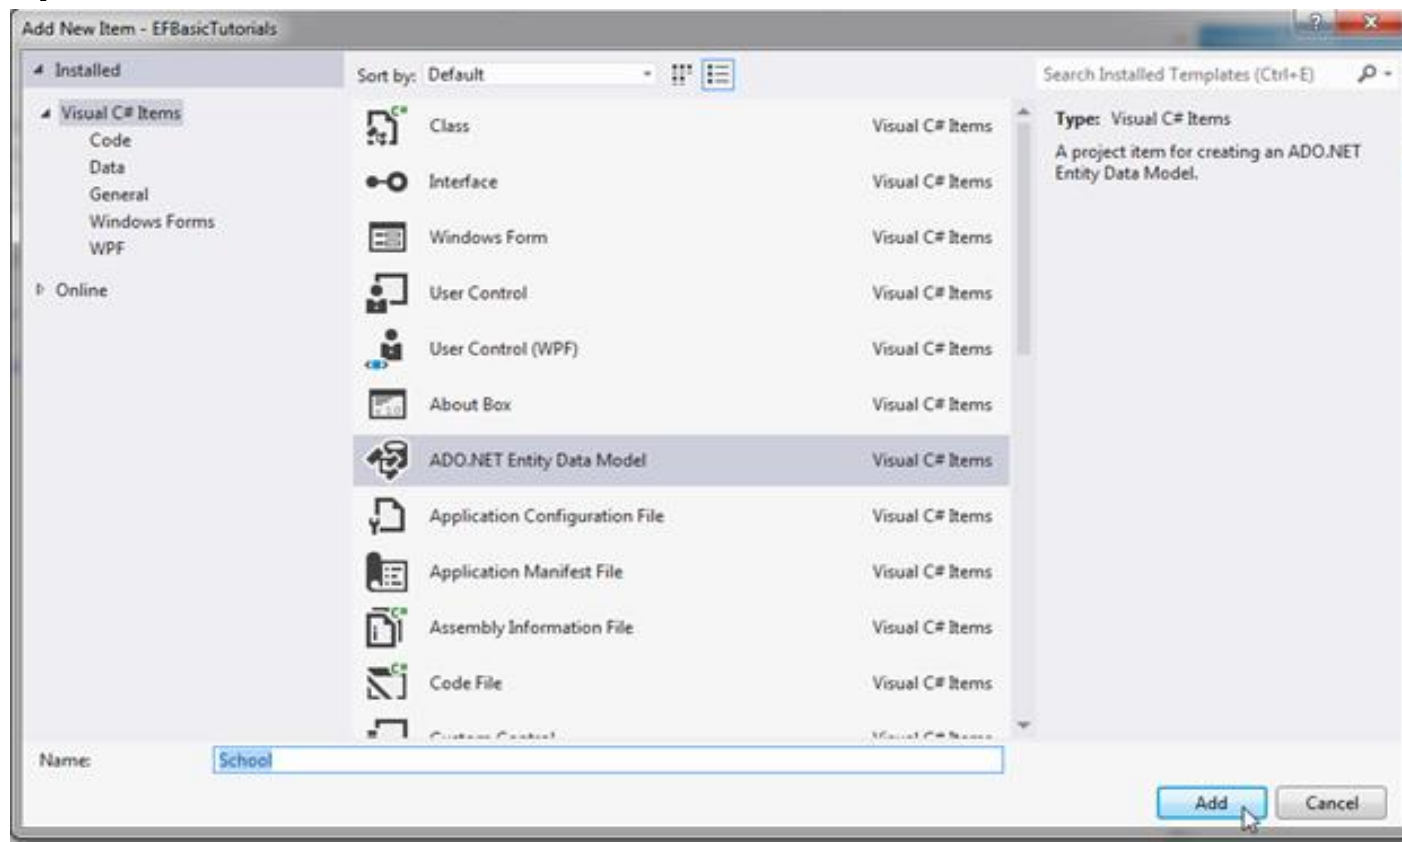 Add New Item - EFBasicTutorials
Installed
Sort by: Default
Search Installed Templates (Ctrl+E)
Visual C# Items
Code
Data
General
Windows Forms
WPF
Online
Class Visual C# Items
Interface Visual C# Items
Windows Form Visual C# Items
User Control Visual C# Items
User Control (WPF) Visual C# Items
About Box Visual C# Items
ADO.NET Entity Data Model Visual C# Items
Application Configuration File Visual C# Items
Application Manifest File Visual C# Items
Assembly Information File Visual C# Items
Code File Visual C# Items
Custom Control Visual C# Items
Type: Visual C# Items
A project item for creating an ADO.NET
Entity Data Model.
Name: School
Add Cancel